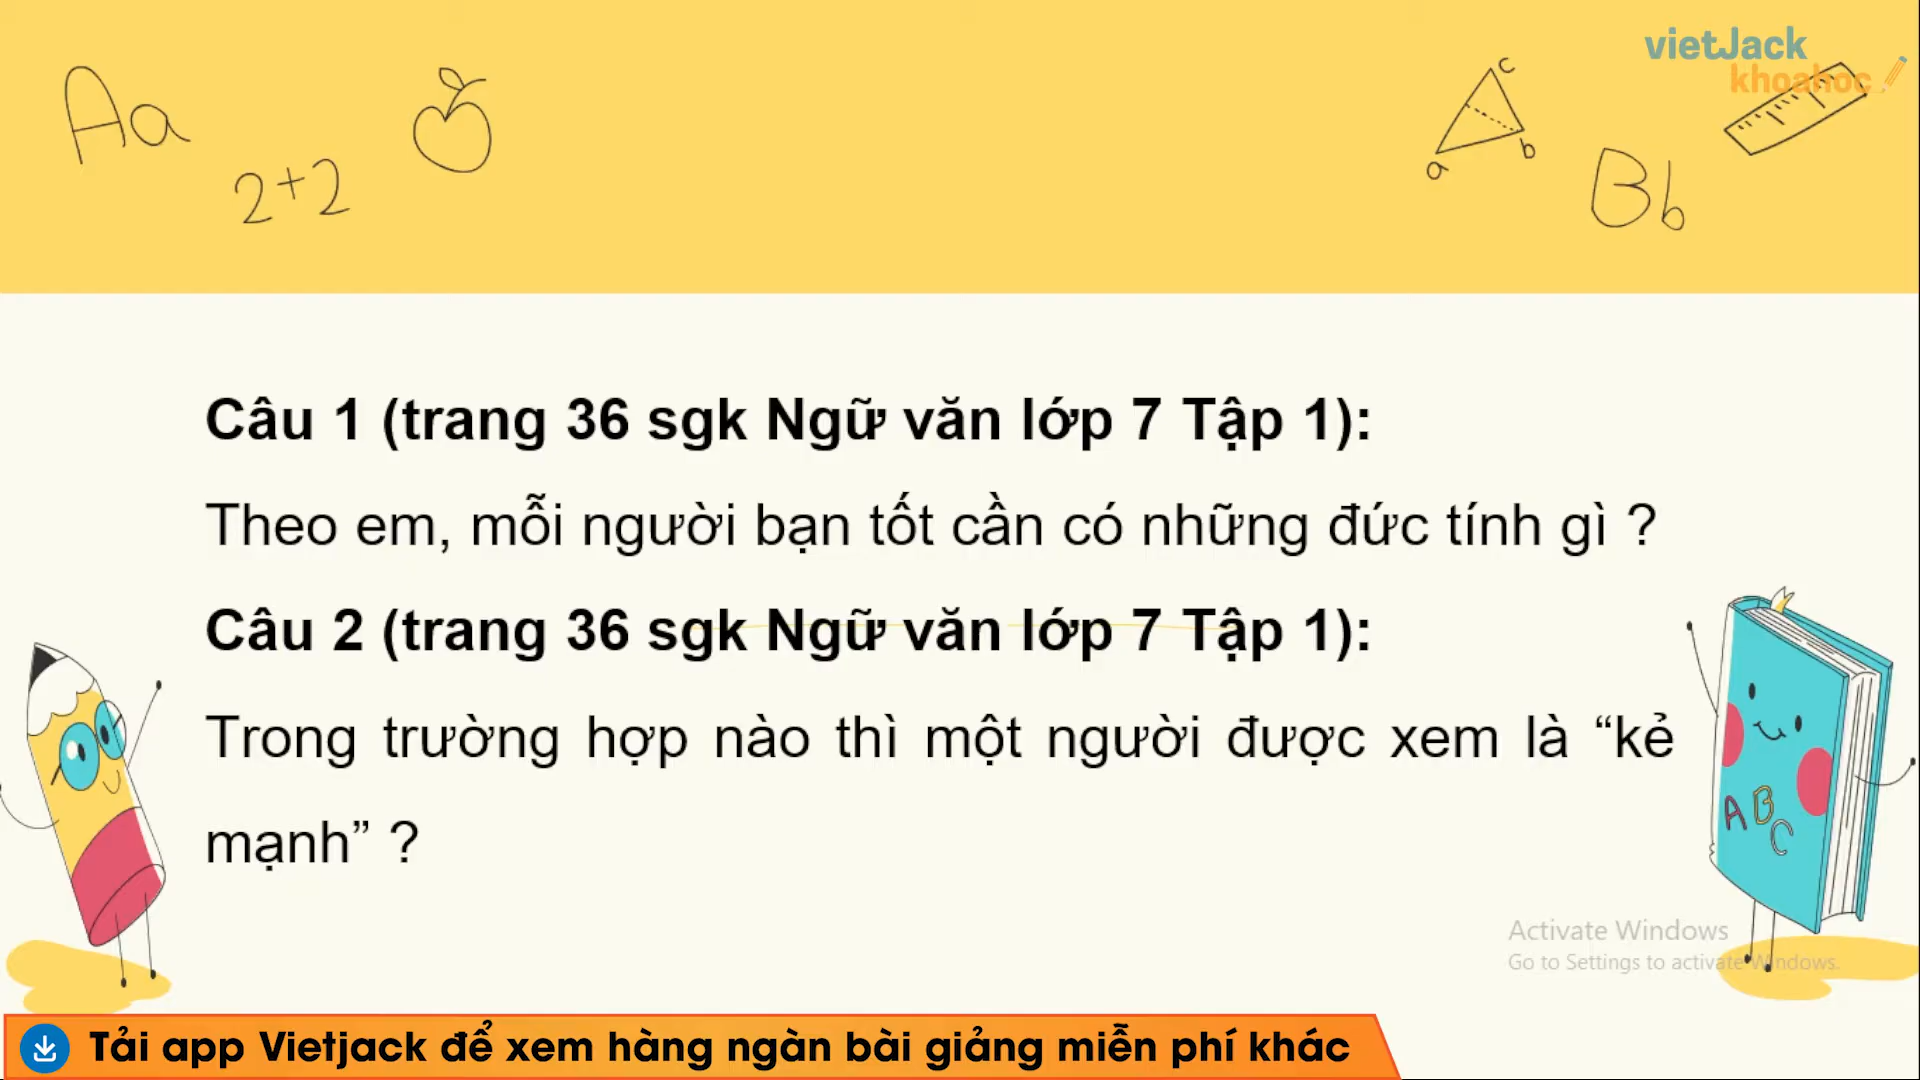 vietJack
khoahoc
Aa
2+2
c
a
b
Bb
Câu 1 (trang 36 sgk Ngữ văn lớp 7 Tập 1):
Theo em, mỗi người bạn tốt cần có những đức tính gì ?
Câu 2 (trang 36 sgk Ngữ văn lớp 7 Tập 1):
Trong trường hợp nào thì một người được xem là “kẻ
mạnh” ?
ABC
Activate Windows
Go to Settings to activate Windows.
Tải app Vietjack để xem hàng ngàn bài giảng miễn phí khác